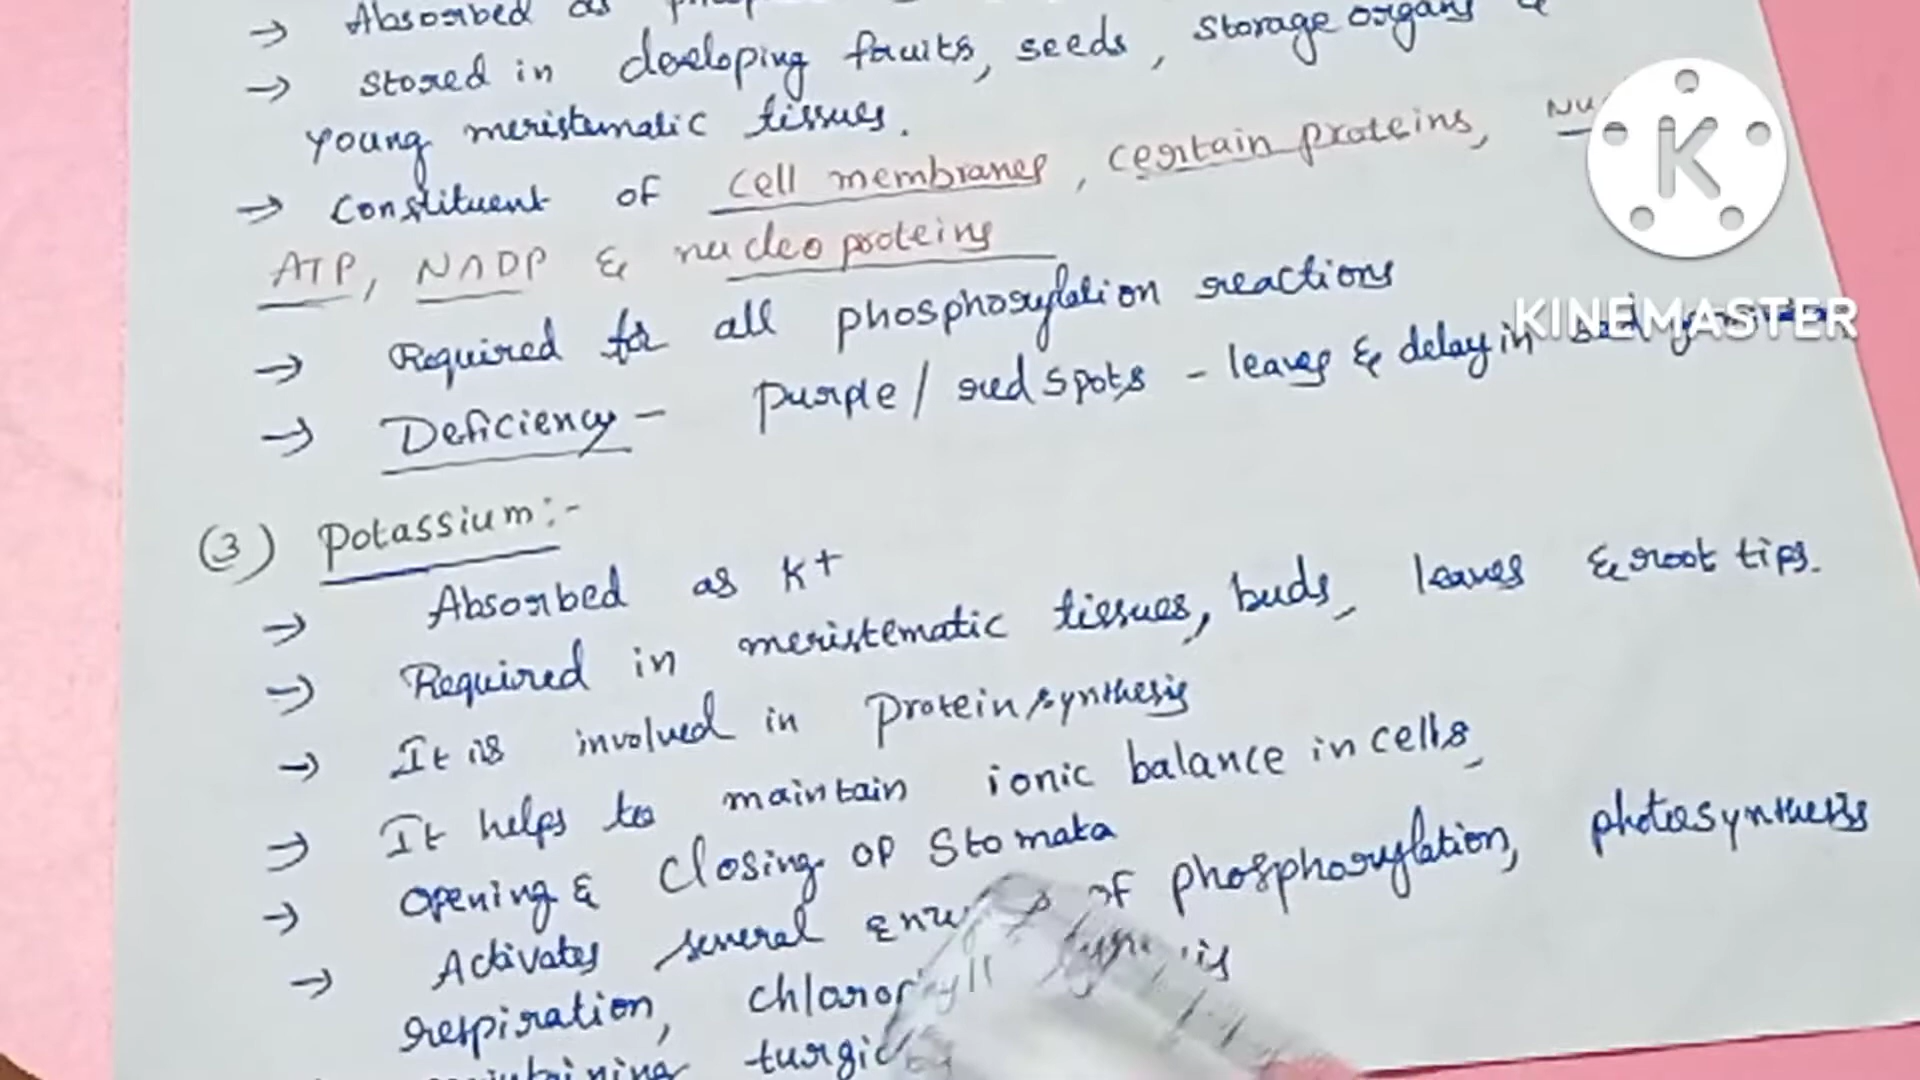 → Absorbed as
→ Stored in developing fruits, seeds, storage organs &
young meristematic tissues.
→ Constituent of cell membranes, certain proteins,
ATP, NADP & nucleoproteins
→ Required for all phosphorylation reactions
→ Deficiency - purple/ red spots - leaves & delay in
KINEMASTER
(3) Potassium:-
→ Absorbed as K+
→ Required in meristematic tissues, buds, leaves & root tips.
→ It is involved in protein synthesis
→ It helps to maintain ionic balance in cells,
→ opening & closing of Stomata
→ Activates several of phosphorylation, photosynthesis
respiration,